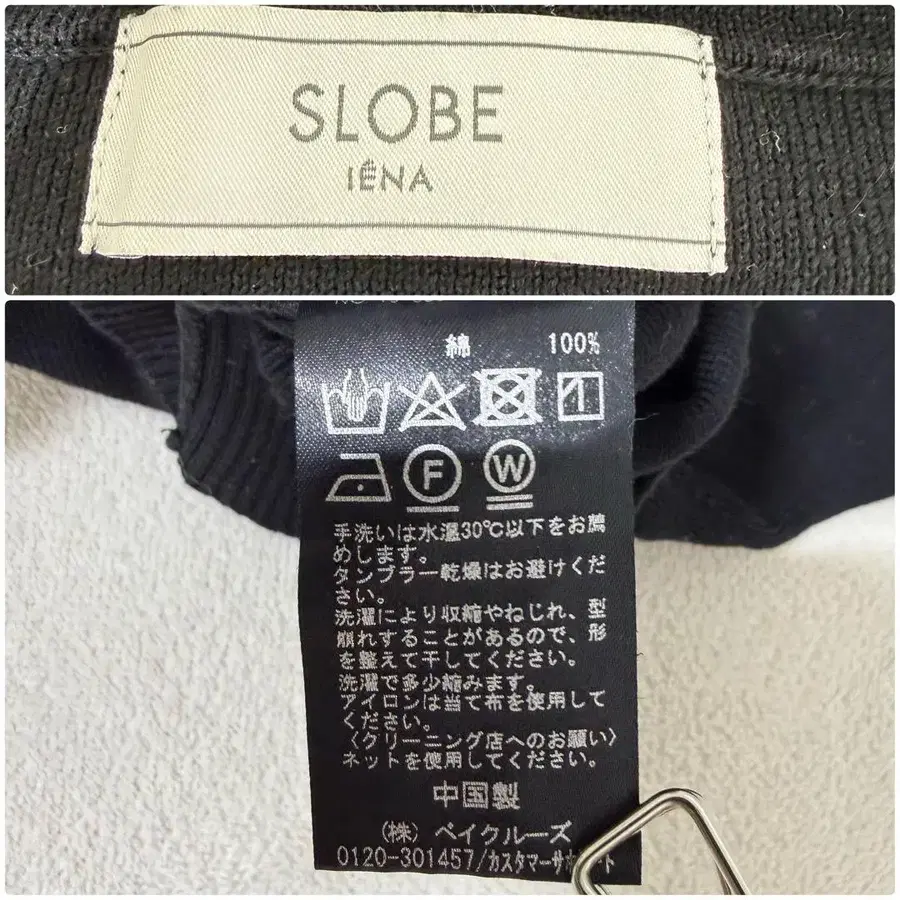 SLOBE
IÉNA
綿 100%
F W
手洗いは水温30℃以下をお薦
めします。
タンブラー乾燥はお避けくだ
さい。
洗濯により収縮やねじれ、型
崩れすることがあるので、形
を整えて干してください。
洗濯で多少縮みます。
アイロンは当て布を使用して
ください。
〈クリーニング店へのお願い〉
ネットを使用してください。
中国製
(株) ベイクルーズ
0120-301457/カスタマーサポート